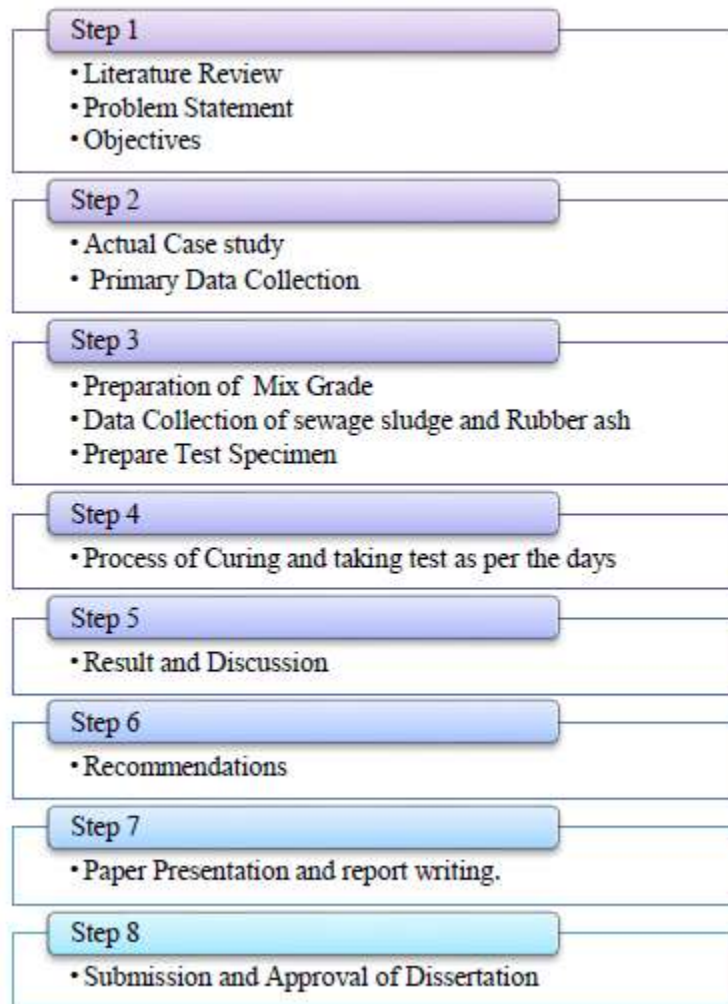 Step 1
• Literature Review
• Problem Statement
• Objectives
Step 2
• Actual Case study
• Primary Data Collection
Step 3
• Preparation of Mix Grade
• Data Collection of sewage sludge and Rubber ash
• Prepare Test Specimen
Step 4
• Process of Curing and taking test as per the days
Step 5
• Result and Discussion
Step 6
• Recommendations
Step 7
• Paper Presentation and report writing.
Step 8
• Submission and Approval of Dissertation